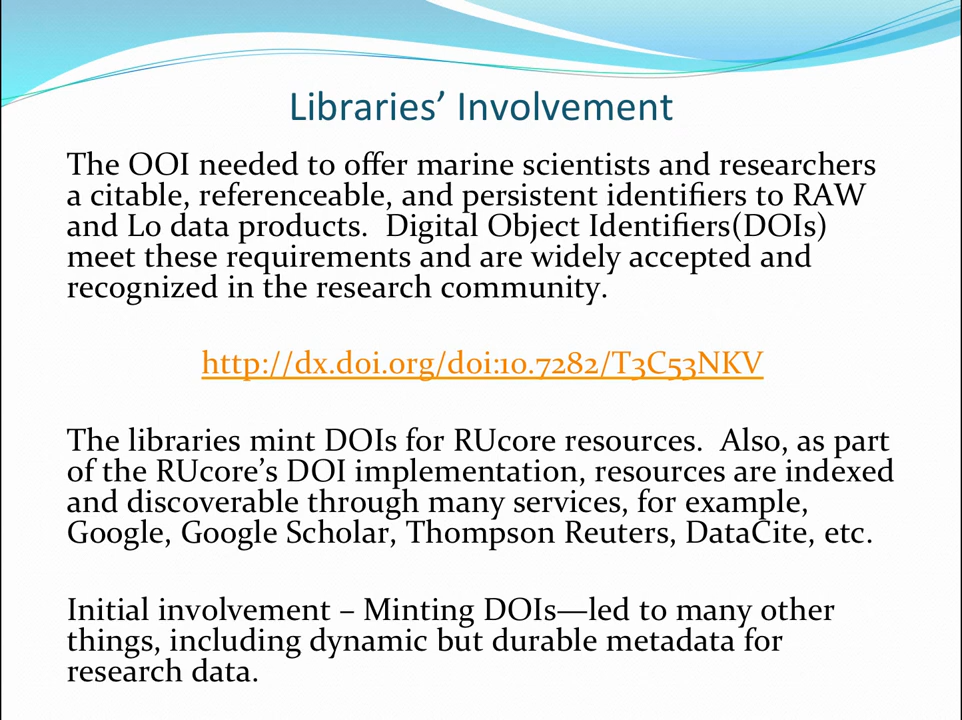 Libraries’ Involvement
The OOI needed to offer marine scientists and researchers
a citable, referenceable, and persistent identifiers to RAW
and L0 data products.  Digital Object Identifiers(DOIs)
meet these requirements and are widely accepted and
recognized in the research community.
http://dx.doi.org/doi:10.7282/T3C53NKV
The libraries mint DOIs for RUcore resources.  Also, as part
of the RUcore’s DOI implementation, resources are indexed
and discoverable through many services, for example,
Google, Google Scholar, Thompson Reuters, DataCite, etc.
Initial involvement – Minting DOIs—led to many other
things, including dynamic but durable metadata for
research data.